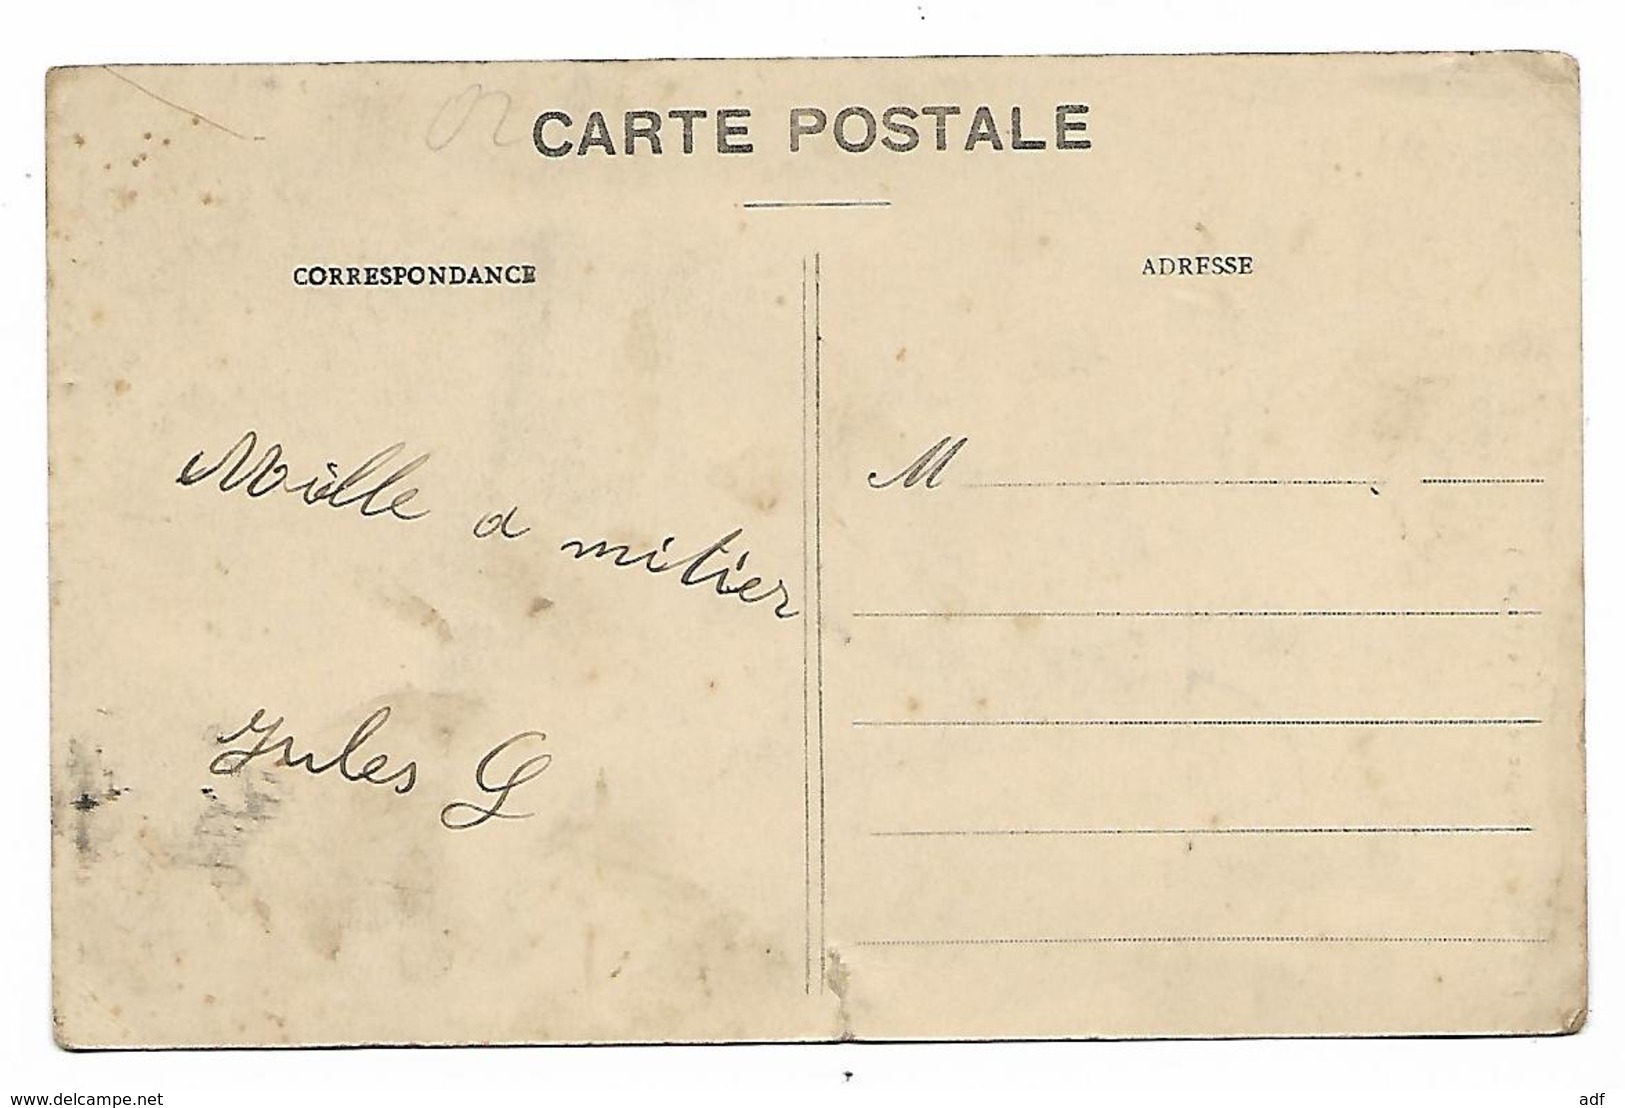 CARTE POSTALE
CORRESPONDANCE
ADRESSE
M
Mille a mitier
Jules G
www.delcampe.net
adf